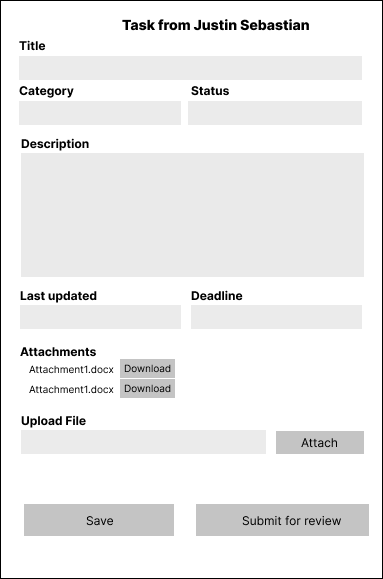 Task from Justin Sebastian
Title
Category Status
Description
Last updated Deadline
Attachments
Attachment1.docx Download
Attachment1.docx Download
Upload File
Attach
Save Submit for review